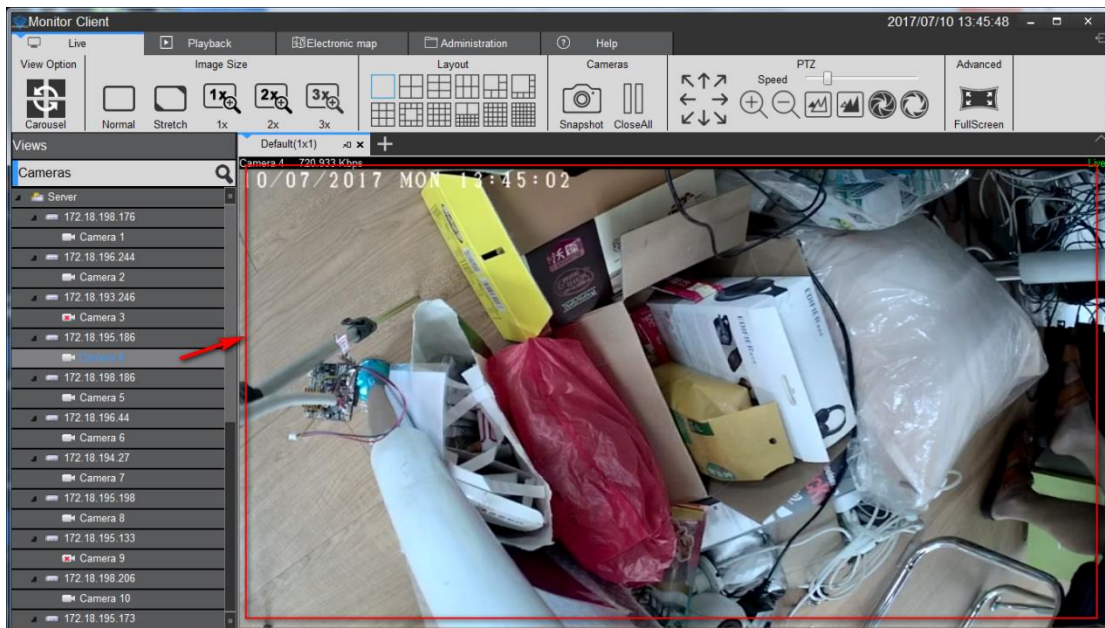 Monitor Client
2017/07/10 13:45:48
Live
Playback
Electronic map
Administration
Help
View Option
Image Size
Layout
Cameras
PTZ
Advanced
Speed
Carousel
Normal
Stretch
1x
1x
2x
2x
3x
3x
Snapshot
CloseAll
FullScreen
Views
Default(1x1)
Cameras
Camera 4 720.933 Kbps
Live
10/07/2017 MON 13:45:02
Server
172.18.198.176
Camera 1
172.18.196.244
Camera 2
172.18.193.246
Camera 3
172.18.195.186
Camera 4
172.18.198.186
Camera 5
172.18.196.44
Camera 6
172.18.194.27
Camera 7
172.18.195.198
Camera 8
172.18.195.133
Camera 9
172.18.198.206
Camera 10
172.18.195.173
EDIFIER
EDIFIER